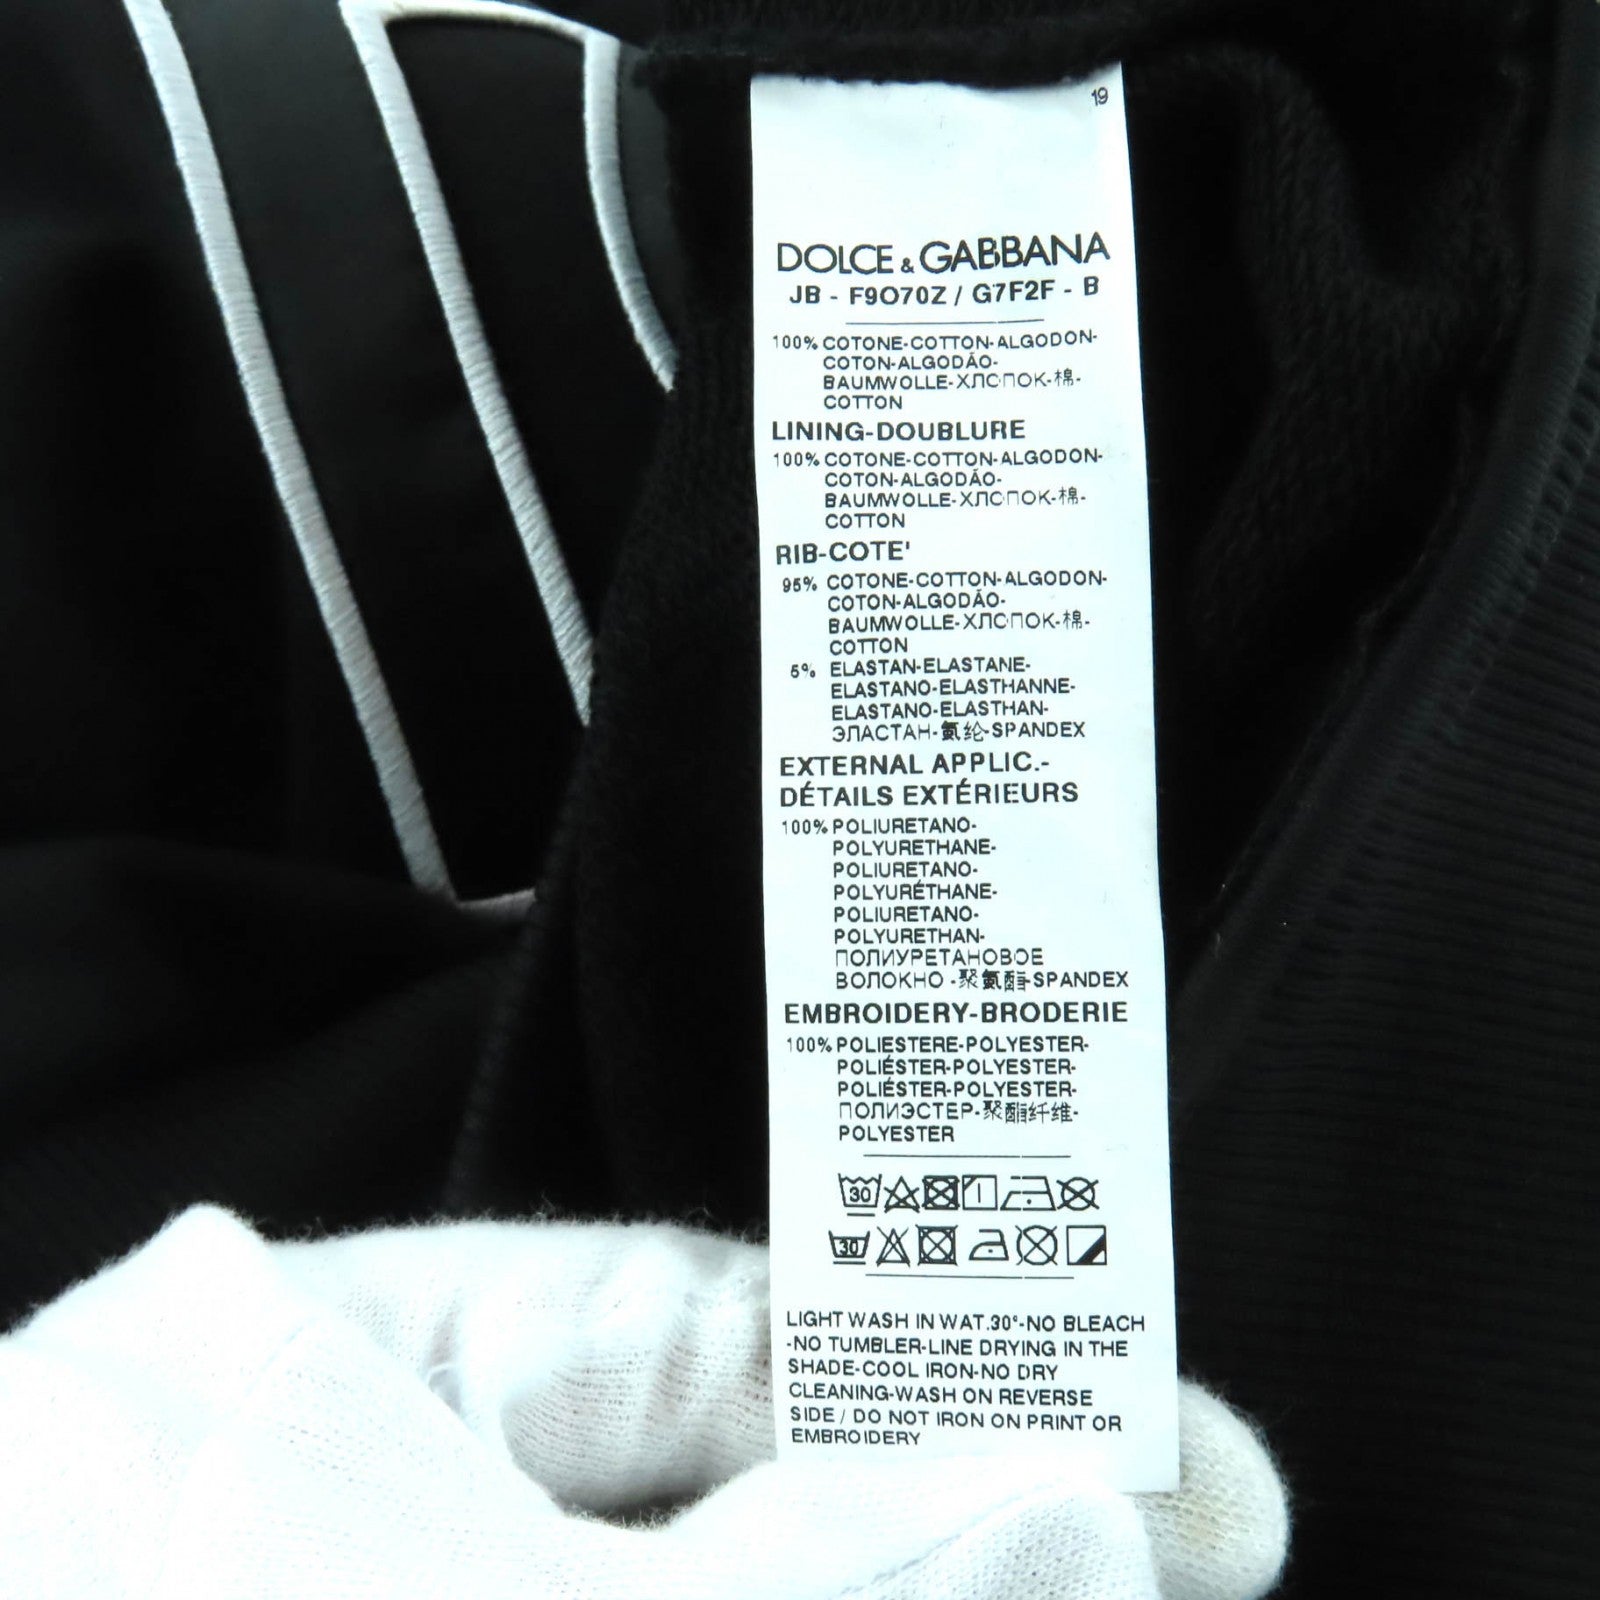 19
DOLCE & GABBANA
JB - F9O70Z / G7F2F - B
100% COTONE-COTTON-ALGODON-
COTON-ALGODÃO-
BAUMWOLLE-ХЛОПОК-棉-
COTTON
LINING-DOUBLURE
100% COTONE-COTTON-ALGODON-
COTON-ALGODÃO-
BAUMWOLLE-ХЛОПОК-棉-
COTTON
RIB-COTE'
95% COTONE-COTTON-ALGODON-
COTON-ALGODÃO-
BAUMWOLLE-ХЛОПОК-棉-
COTTON
5% ELASTAN-ELASTANE-
ELASTANO-ELASTHANNE-
ELASTANO-ELASTHAN-
ЭЛАСТАН-氨纶-SPANDEX
EXTERNAL APPLIC.-
DÉTAILS EXTÉRIEURS
100% POLIURETANO-
POLYURETHANE-
POLIURETANO-
POLYURÉTHANE-
POLIURETANO-
POLYURETHAN-
ПОЛИУРЕТАНОВОЕ
ВОЛОКНО -聚氨酯-SPANDEX
EMBROIDERY-BRODERIE
100% POLIESTERE-POLYESTER-
POLIÉSTER-POLYESTER-
POLIÉSTER-POLYESTER-
ПОЛИЭСТЕР-聚酯纤维-
POLYESTER
30
30
LIGHT WASH IN WAT.30°-NO BLEACH
-NO TUMBLER-LINE DRYING IN THE
SHADE-COOL IRON-NO DRY
CLEANING-WASH ON REVERSE
SIDE / DO NOT IRON ON PRINT OR
EMBROIDERY